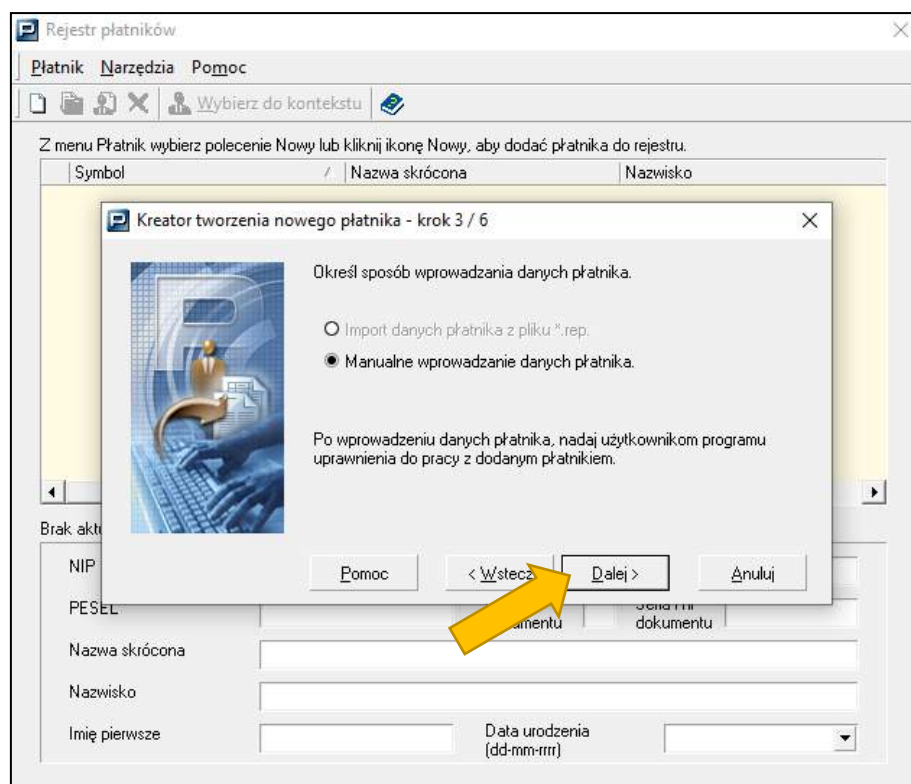 Rejestr płatników
Płatnik Narzędzia Pomoc
Wybierz do kontekstu
Z menu Płatnik wybierz polecenie Nowy lub kliknij ikonę Nowy, aby dodać płatnika do rejestru.
Symbol Nazwa skrócona Nazwisko
Kreator tworzenia nowego płatnika - krok 3 / 6
Określ sposób wprowadzania danych płatnika.
Import danych płatnika z pliku *.rep.
Manualne wprowadzanie danych płatnika.
Po wprowadzeniu danych płatnika, nadaj użytkownikom programu
uprawnienia do pracy z dodanym płatnikiem.
Pomoc < Wstecz Dalej > Anuluj
Brak
NIP
PESEL
dokumentu
Nazwa skrócona
Nazwisko
Imię pierwsze Data urodzenia
(dd-mm-rrrr)